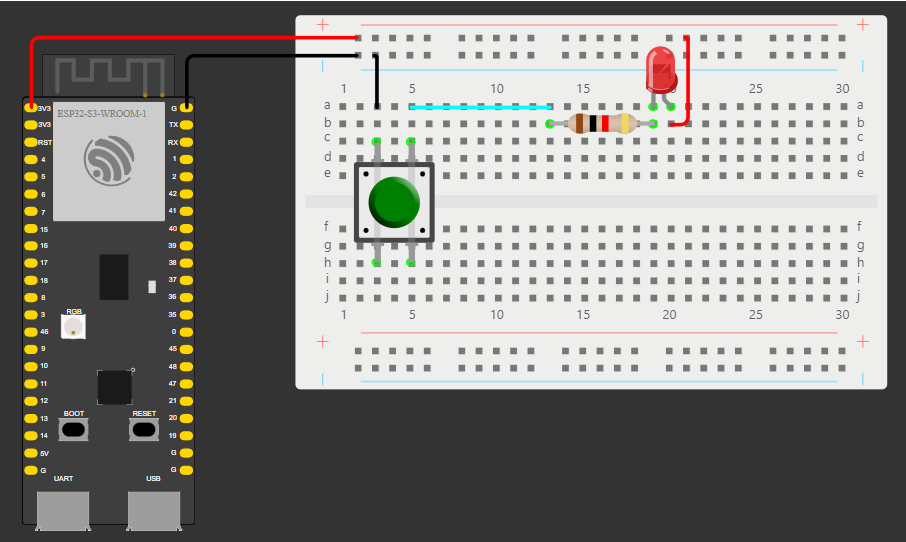 + +
1 5 10 15 20 25 30
a a
b b
c c
d d
e e
f f
g g
h h
i i
j j
1 5 10 15 20 25 30
+ +
ESP32-S3-WROOM-1
3V3 G
3V3 TX
RST RX
4 1
5 2
6 42
7 41
15 40
16 39
17 38
18 37
8 36
3 35
46 0
9 45
10 48
11 47
12 21
13 20
14 19
5V G
G G
RGB
BOOT RESET
UART USB